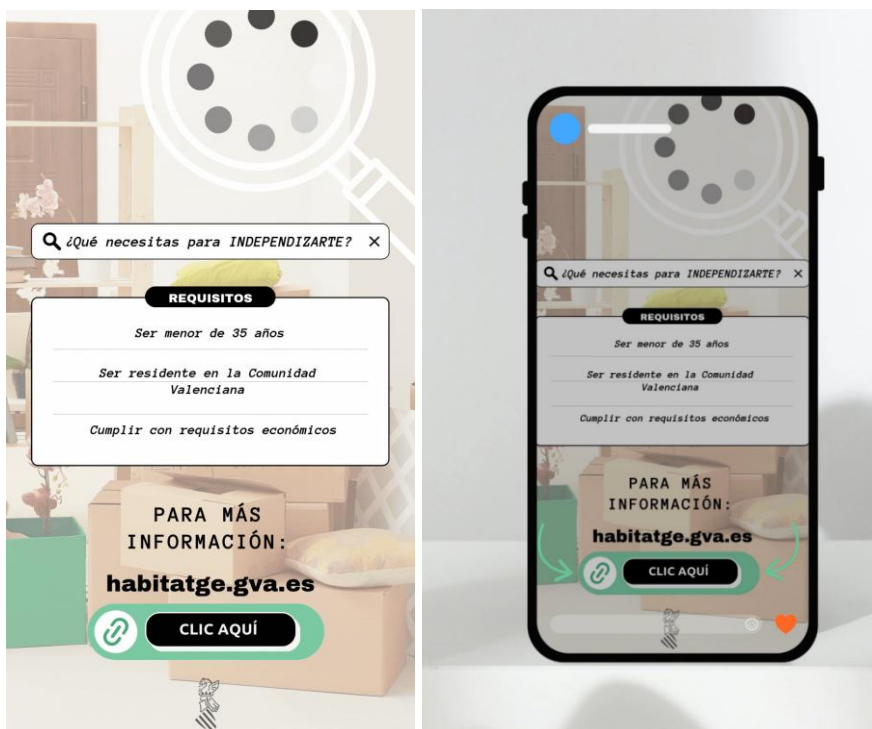 ¿Qué necesitas para INDEPENDIZARTE?
REQUISITOS
Ser menor de 35 años
Ser residente en la Comunidad
Valenciana
Cumplir con requisitos económicos
PARA MÁS
INFORMACIÓN:
habitatge.gva.es
CLIC AQUÍ
¿Qué necesitas para INDEPENDIZARTE?
REQUISITOS
Ser menor de 35 años
Ser residente en la Comunidad
Valenciana
Cumplir con requisitos económicos
PARA MÁS
INFORMACIÓN:
habitatge.gva.es
CLIC AQUÍ